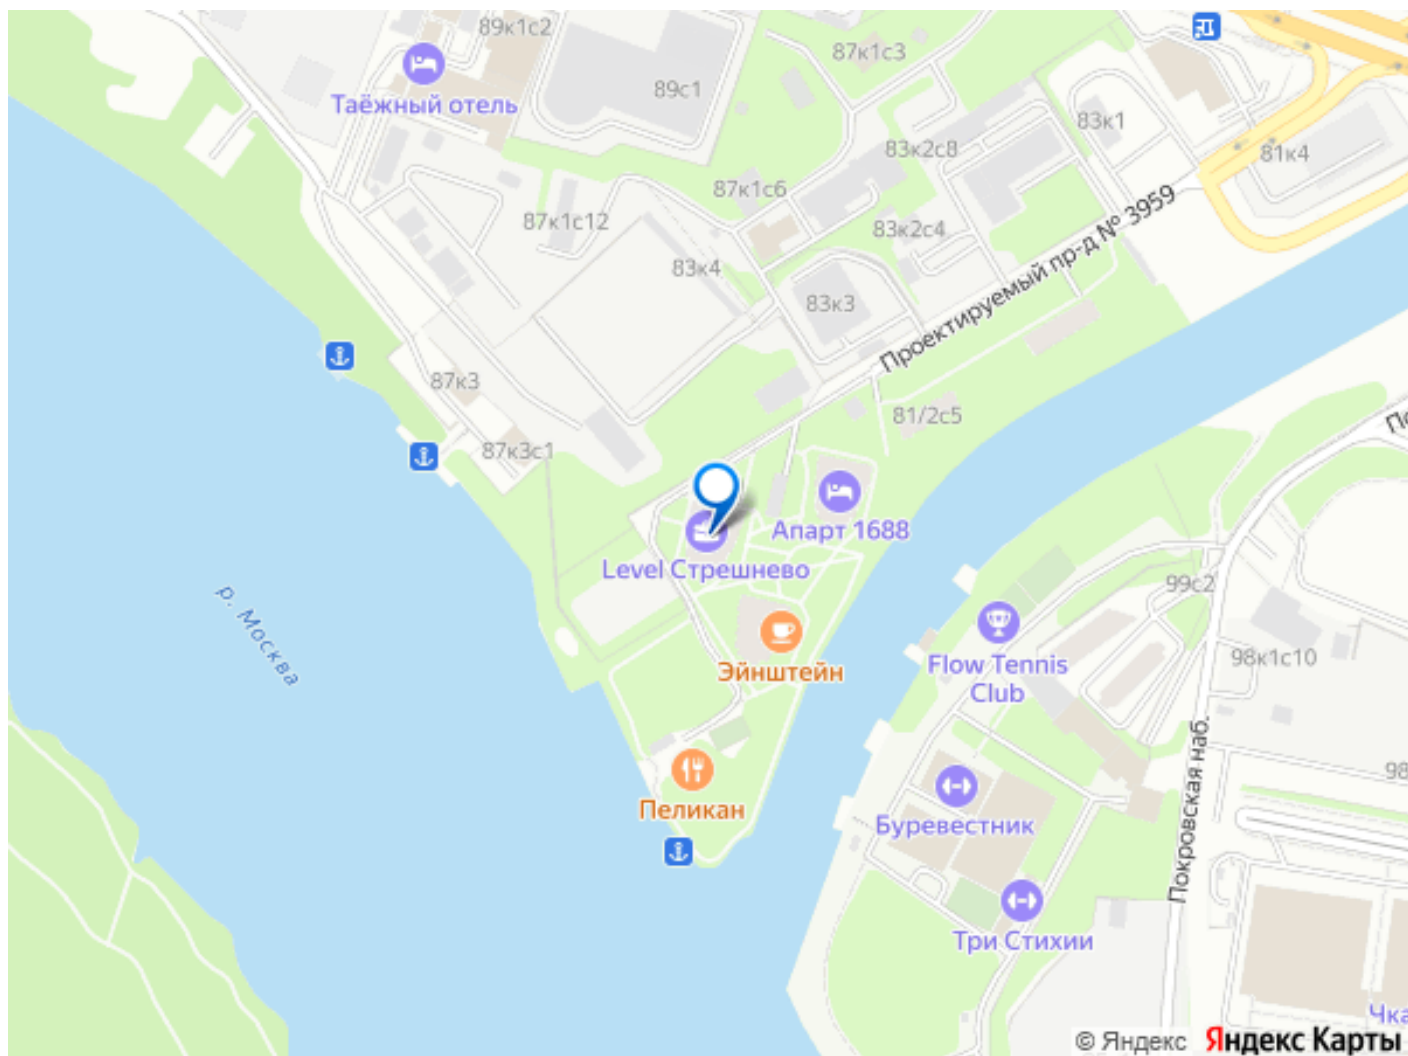 89к1с2
87к1с3
Таёжный отель
89с1
83к1
83к2с8
81к4
87к1с6
87к1с12
83к2с4
Проектируемый пр-д № 3959
83к4
83к3
87к3
81/2с5
87к3с1
Апарт 1688
Level Стрешнево
99с2
р. Москва
Эйнштейн
Flow Tennis
Club
98к1с10
Покровская наб.
98
Пеликан
Буревестник
Три Стихии
Чка
© Яндекс Яндекс Карты